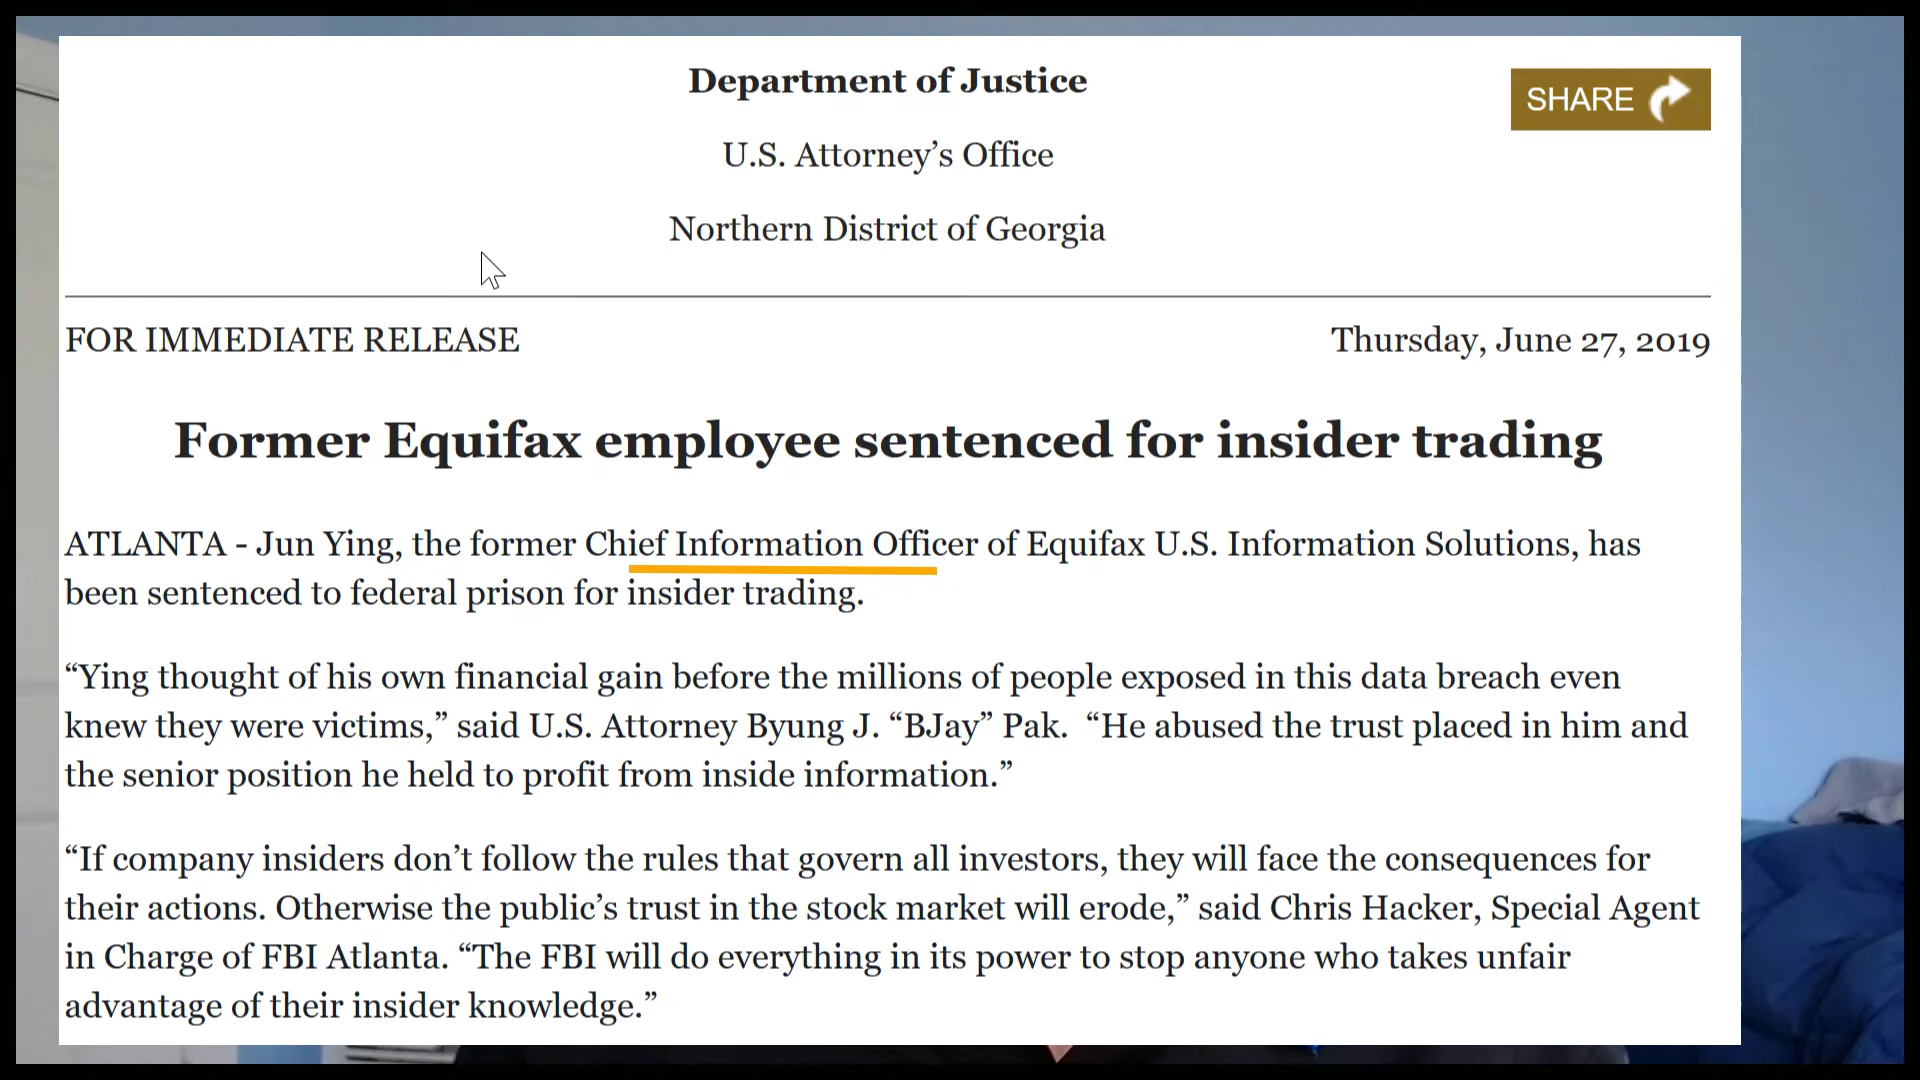 Department of Justice
SHARE
U.S. Attorney’s Office
Northern District of Georgia
FOR IMMEDIATE RELEASE
Thursday, June 27, 2019
Former Equifax employee sentenced for insider trading
ATLANTA - Jun Ying, the former Chief Information Officer of Equifax U.S. Information Solutions, has
been sentenced to federal prison for insider trading.
“Ying thought of his own financial gain before the millions of people exposed in this data breach even
knew they were victims,” said U.S. Attorney Byung J. “BJay” Pak.  “He abused the trust placed in him and
the senior position he held to profit from inside information.”
“If company insiders don’t follow the rules that govern all investors, they will face the consequences for
their actions. Otherwise the public’s trust in the stock market will erode,” said Chris Hacker, Special Agent
in Charge of FBI Atlanta. “The FBI will do everything in its power to stop anyone who takes unfair
advantage of their insider knowledge.”